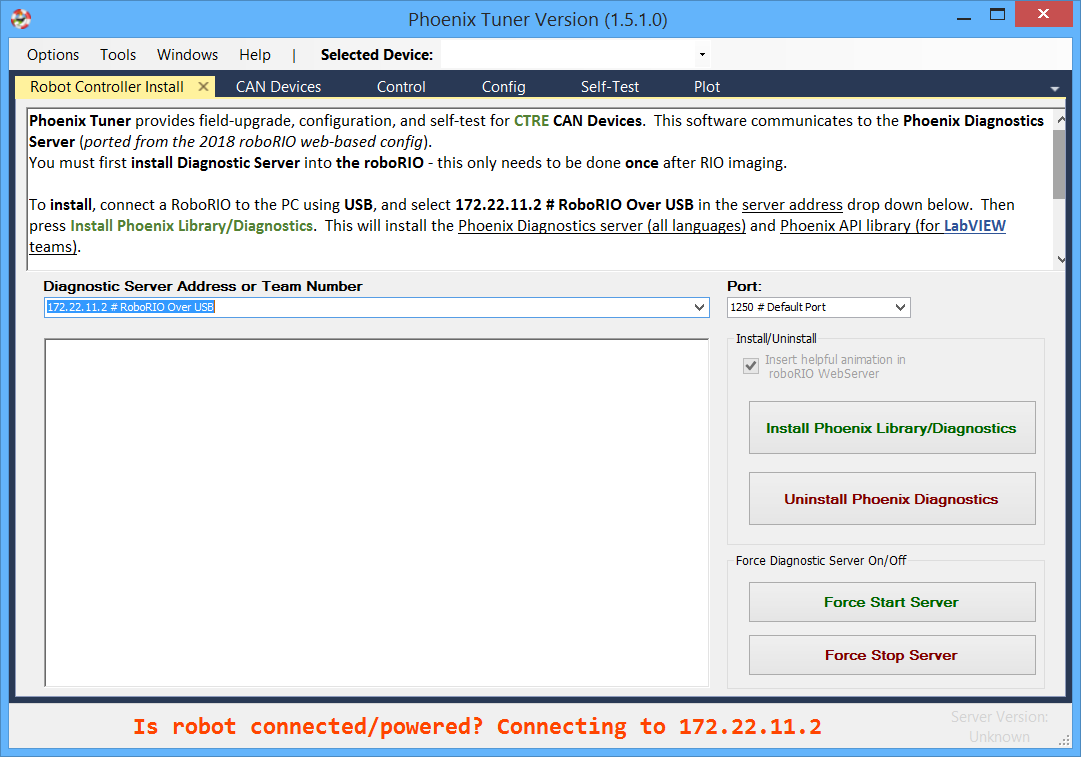 Phoenix Tuner Version (1.5.1.0)
Options Tools Windows Help | Selected Device:
Robot Controller Install CAN Devices Control Config Self-Test Plot
Phoenix Tuner provides field-upgrade, configuration, and self-test for CTRE CAN Devices. This software communicates to the Phoenix Diagnostics
Server (ported from the 2018 roboRIO web-based config).
You must first install Diagnostic Server into the roboRIO - this only needs to be done once after RIO imaging.
To install, connect a RoboRIO to the PC using USB, and select 172.22.11.2 # RoboRIO Over USB in the server address drop down below. Then
press Install Phoenix Library/Diagnostics. This will install the Phoenix Diagnostics server (all languages) and Phoenix API library (for LabVIEW
teams).
Diagnostic Server Address or Team Number
172.22.11.2 # RoboRIO Over USB
Port:
1250 # Default Port
Install/Uninstall
Insert helpful animation in
roboRIO WebServer
Install Phoenix Library/Diagnostics
Uninstall Phoenix Diagnostics
Force Diagnostic Server On/Off
Force Start Server
Force Stop Server
Is robot connected/powered? Connecting to 172.22.11.2
Server Version:
Unknown